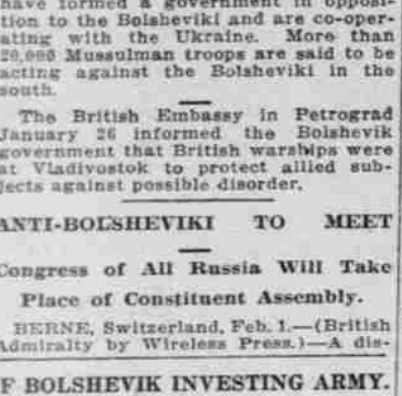 have formed a government in opposi-
tion to the Bolsheviki and are co-oper-
ating with the Ukraine. More than
20,000 Mussulman troops are said to be
acting against the Bolsheviki in the
south.
The British Embassy in Petrograd
January 26 informed the Bolshevik
government that British warships were
at Vladivostok to protect allied sub-
jects against possible disorder.
ANTI-BOLSHEVIKI TO MEET
Congress of All Russia Will Take
Place of Constituent Assembly.
BERNE, Switzerland, Feb. 1.—(British
Admiralty by Wireless Press.)—A dis-
F BOLSHEVIK INVESTING ARMY.